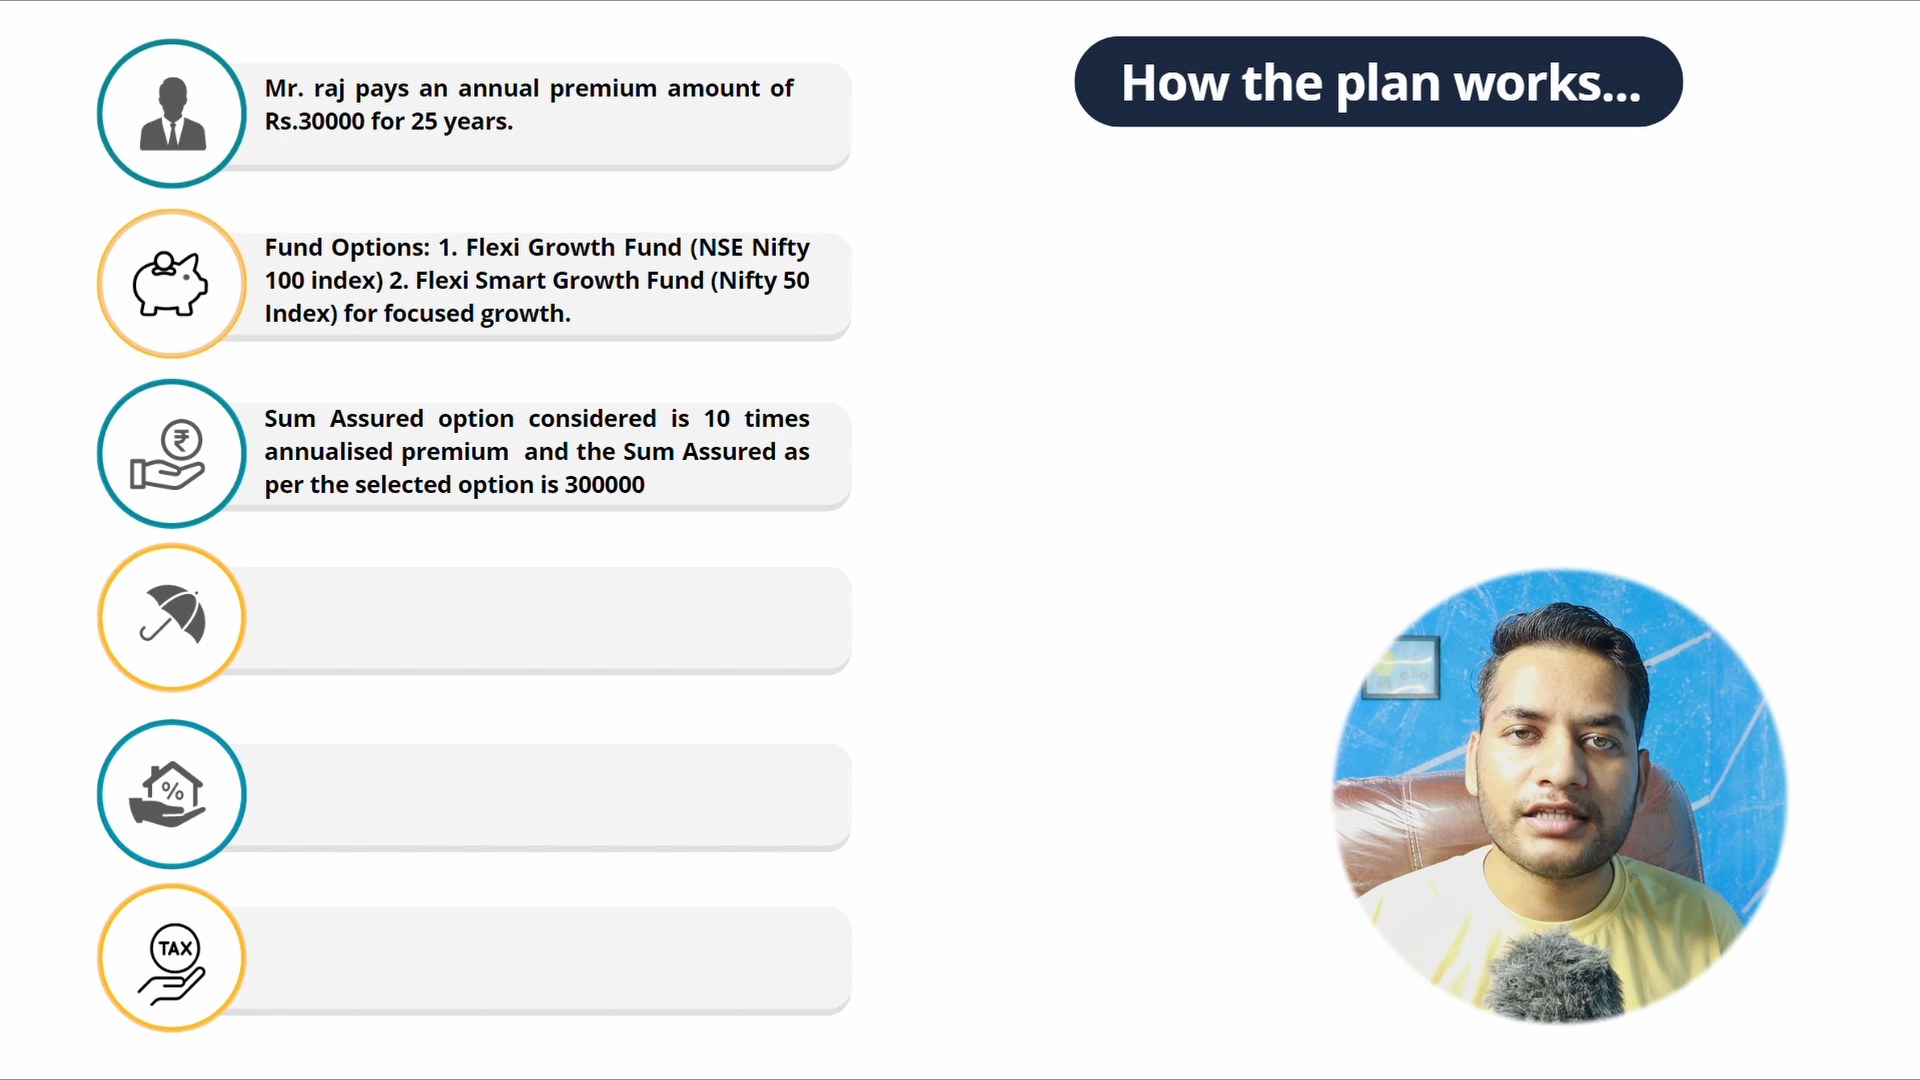 How the plan works...
Mr. raj pays an annual premium amount of
Rs.30000 for 25 years.
Fund Options: 1. Flexi Growth Fund (NSE Nifty
100 index) 2. Flexi Smart Growth Fund (Nifty 50
Index) for focused growth.
₹
Sum Assured option considered is 10 times
annualised premium and the Sum Assured as
per the selected option is 300000
%
TAX